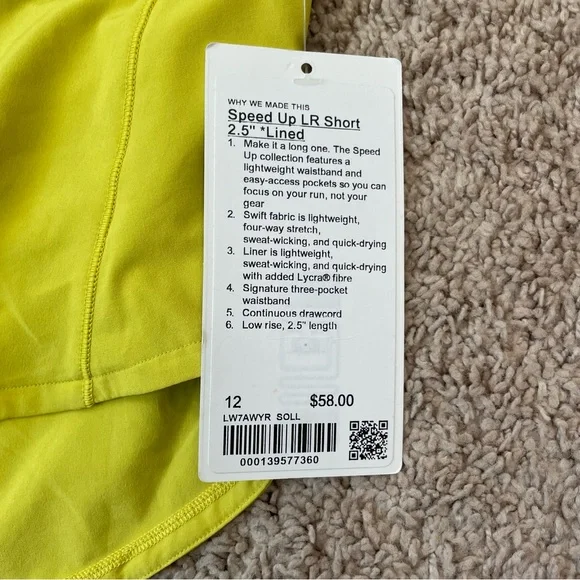 WHY WE MADE THIS
Speed Up LR Short
2.5" *Lined
1. Make it a long one. The Speed
Up collection features a
lightweight waistband and
easy-access pockets so you can
focus on your run, not your
gear
2. Swift fabric is lightweight,
four-way stretch,
sweat-wicking, and quick-drying
3. Liner is lightweight,
sweat-wicking, and quick-drying
with added Lycra® fibre
4. Signature three-pocket
waistband
5. Continuous drawcord
6. Low rise, 2.5" length
12 $58.00
LW7AWYR SOLL
000139577360